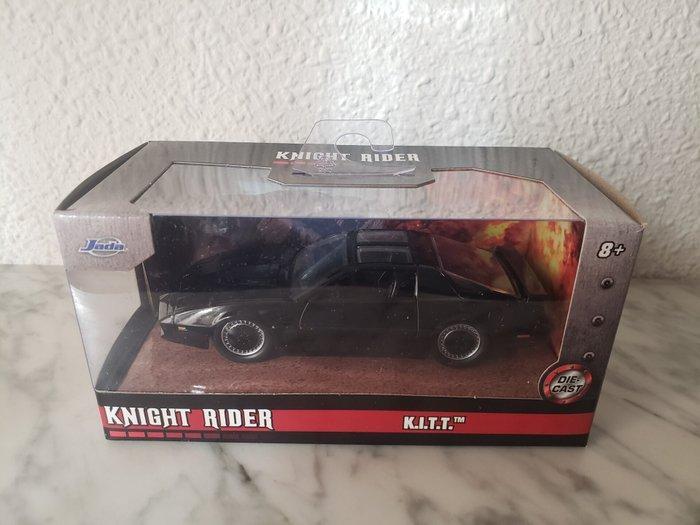 KNIGHT RIDER
Jada
8+
DIE-
CAST
KNIGHT RIDER
K.I.T.T.™